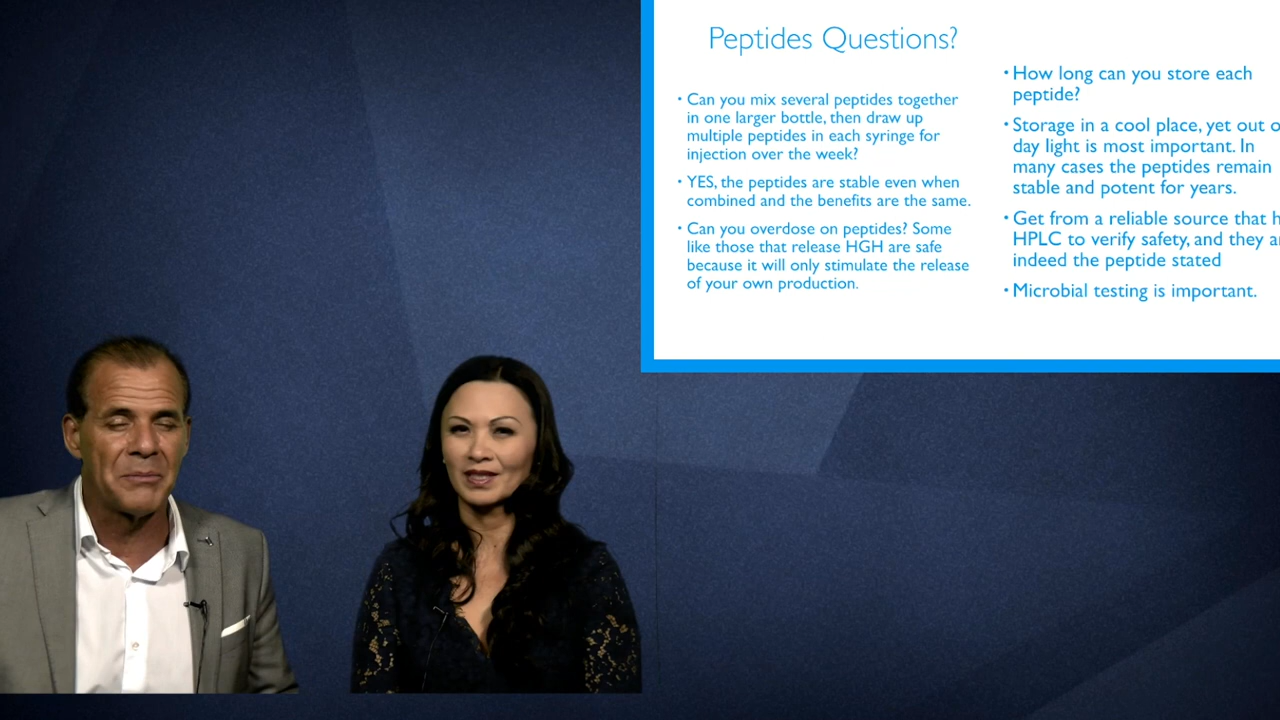 Peptides Questions?
• Can you mix several peptides together
in one larger bottle, then draw up
multiple peptides in each syringe for
injection over the week?
• YES, the peptides are stable even when
combined and the benefits are the same.
• Can you overdose on peptides? Some
like those that release HGH are safe
because it will only stimulate the release
of your own production.
• How long can you store each
peptide?
• Storage in a cool place, yet out o
day light is most important. In
many cases the peptides remain
stable and potent for years.
• Get from a reliable source that h
HPLC to verify safety, and they a
indeed the peptide stated
• Microbial testing is important.